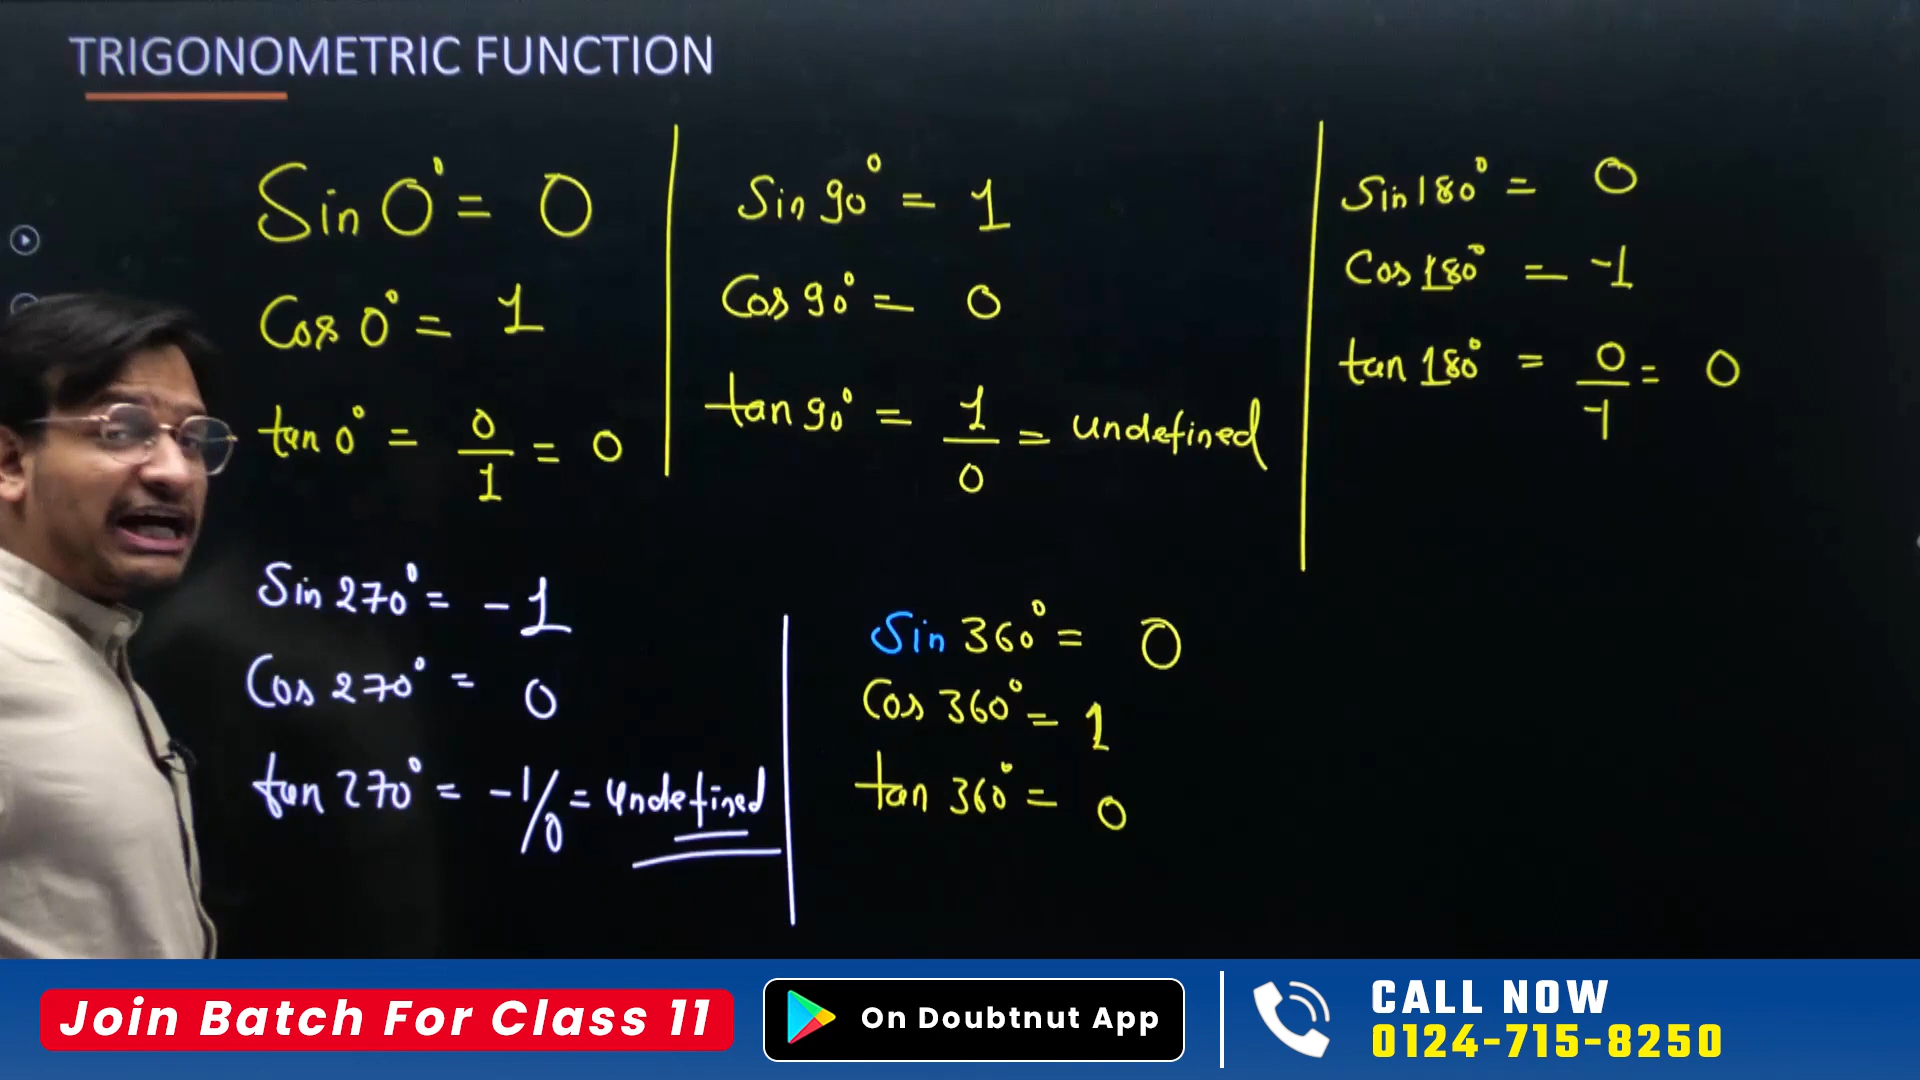 TRIGONOMETRIC FUNCTION
Sin 0° = 0
Cos 0° = 1
tan 0° = 0/1 = 0
Sin 90° = 1
Cos 90° = 0
tan 90° = 1/0 = undefined
Sin 180° = 0
Cos 180° = -1
tan 180° = 0/-1 = 0
Sin 270° = -1
Cos 270° = 0
tan 270° = -1/0 = undefined
Sin 360° = 0
Cos 360° = 1
tan 360° = 0
Join Batch For Class 11
On Doubtnut App
CALL NOW
0124-715-8250